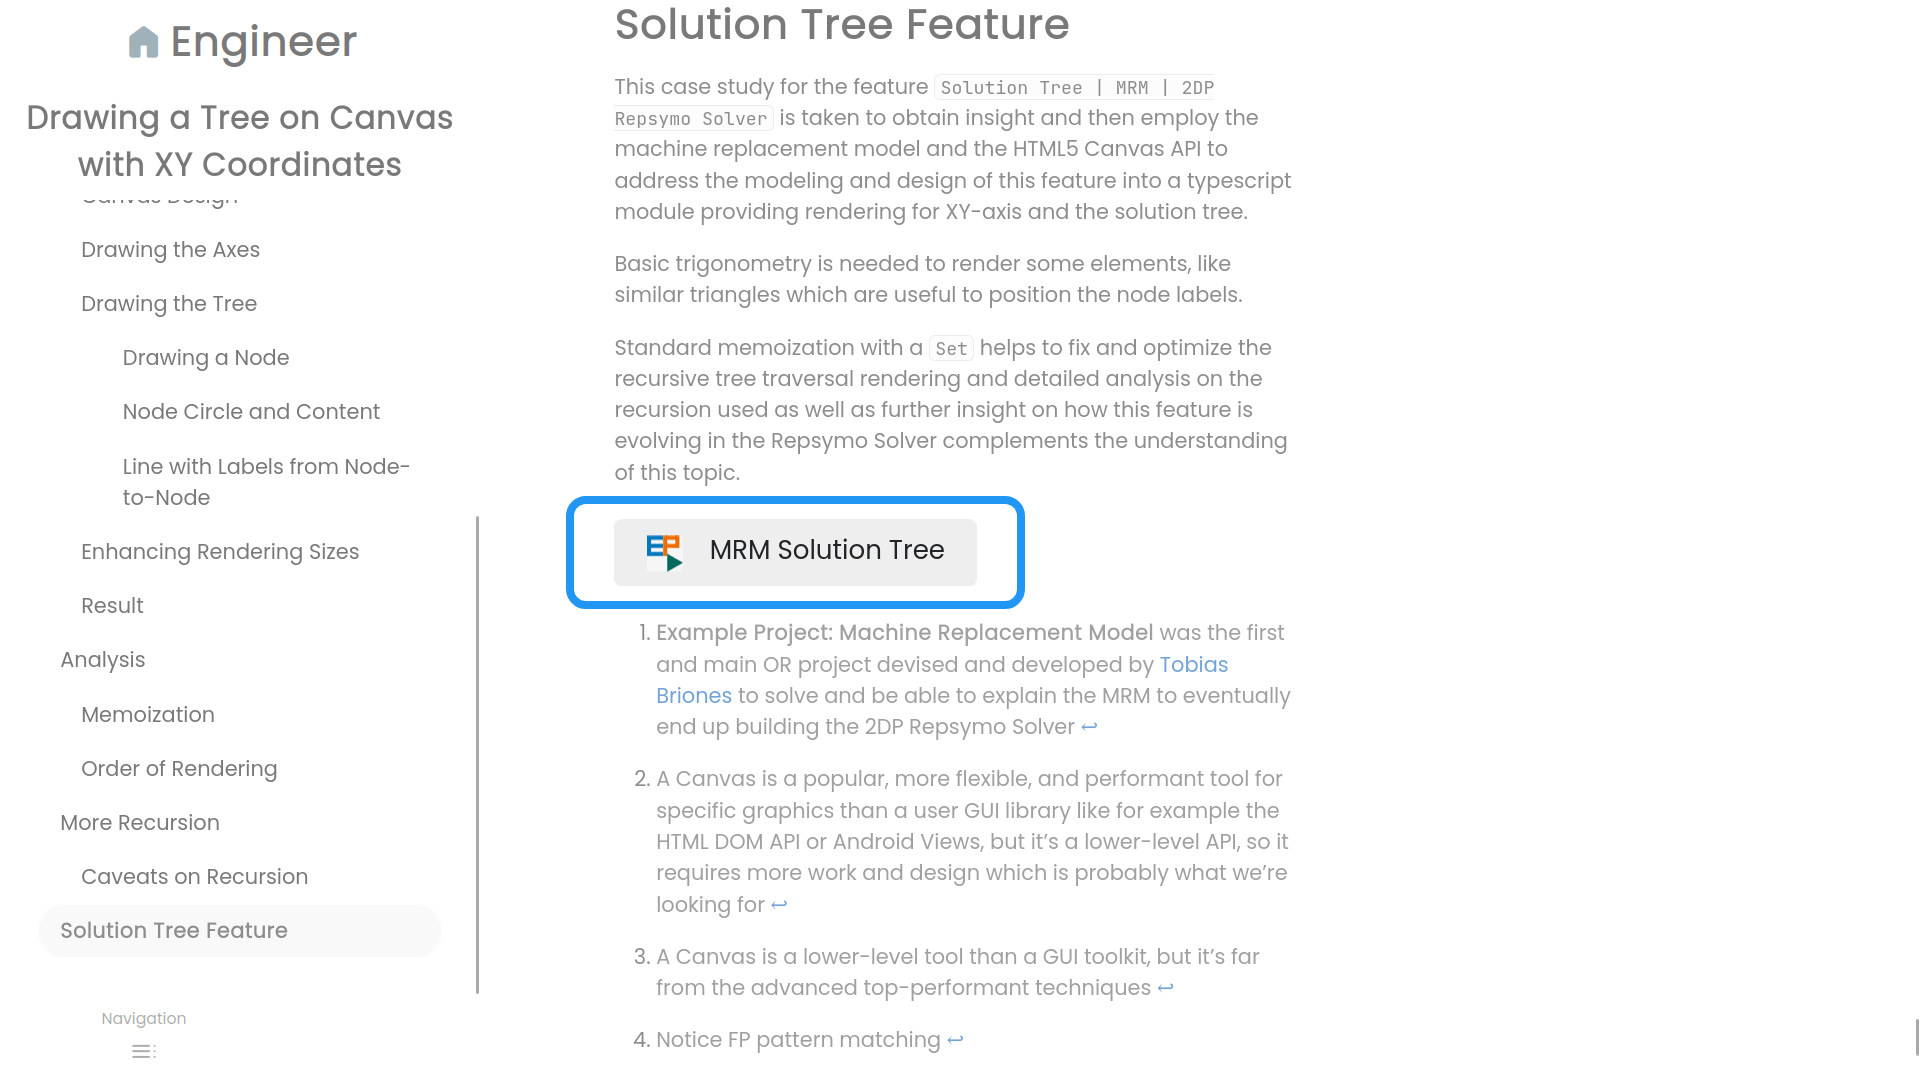 Engineer
Drawing a Tree on Canvas
with XY Coordinates
Canvas Design
Drawing the Axes
Drawing the Tree
Drawing a Node
Node Circle and Content
Line with Labels from Node-
to-Node
Enhancing Rendering Sizes
Result
Analysis
Memoization
Order of Rendering
More Recursion
Caveats on Recursion
Solution Tree Feature
Navigation
Solution Tree Feature
This case study for the feature Solution Tree | MRM | 2DP
Repsymo Solver is taken to obtain insight and then employ the
machine replacement model and the HTML5 Canvas API to
address the modeling and design of this feature into a typescript
module providing rendering for XY-axis and the solution tree.
Basic trigonometry is needed to render some elements, like
similar triangles which are useful to position the node labels.
Standard memoization with a Set helps to fix and optimize the
recursive tree traversal rendering and detailed analysis on the
recursion used as well as further insight on how this feature is
evolving in the Repsymo Solver complements the understanding
of this topic.
EP MRM Solution Tree
1. Example Project: Machine Replacement Model was the first
and main OR project devised and developed by Tobias
Briones to solve and be able to explain the MRM to eventually
end up building the 2DP Repsymo Solver ↩
2. A Canvas is a popular, more flexible, and performant tool for
specific graphics than a user GUI library like for example the
HTML DOM API or Android Views, but it’s a lower-level API, so it
requires more work and design which is probably what we’re
looking for ↩
3. A Canvas is a lower-level tool than a GUI toolkit, but it’s far
from the advanced top-performant techniques ↩
4. Notice FP pattern matching ↩